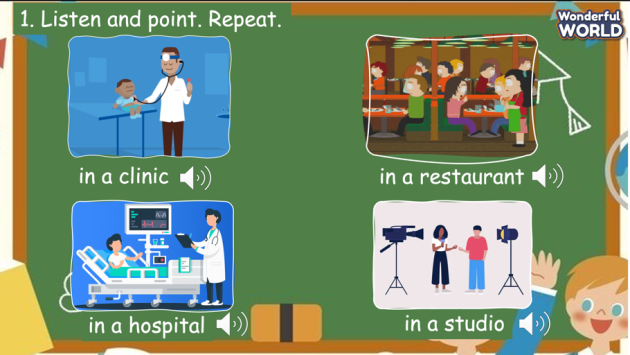 1. Listen and point. Repeat.
Wonderful
WORLD
in a clinic
in a restaurant
in a hospital
in a studio